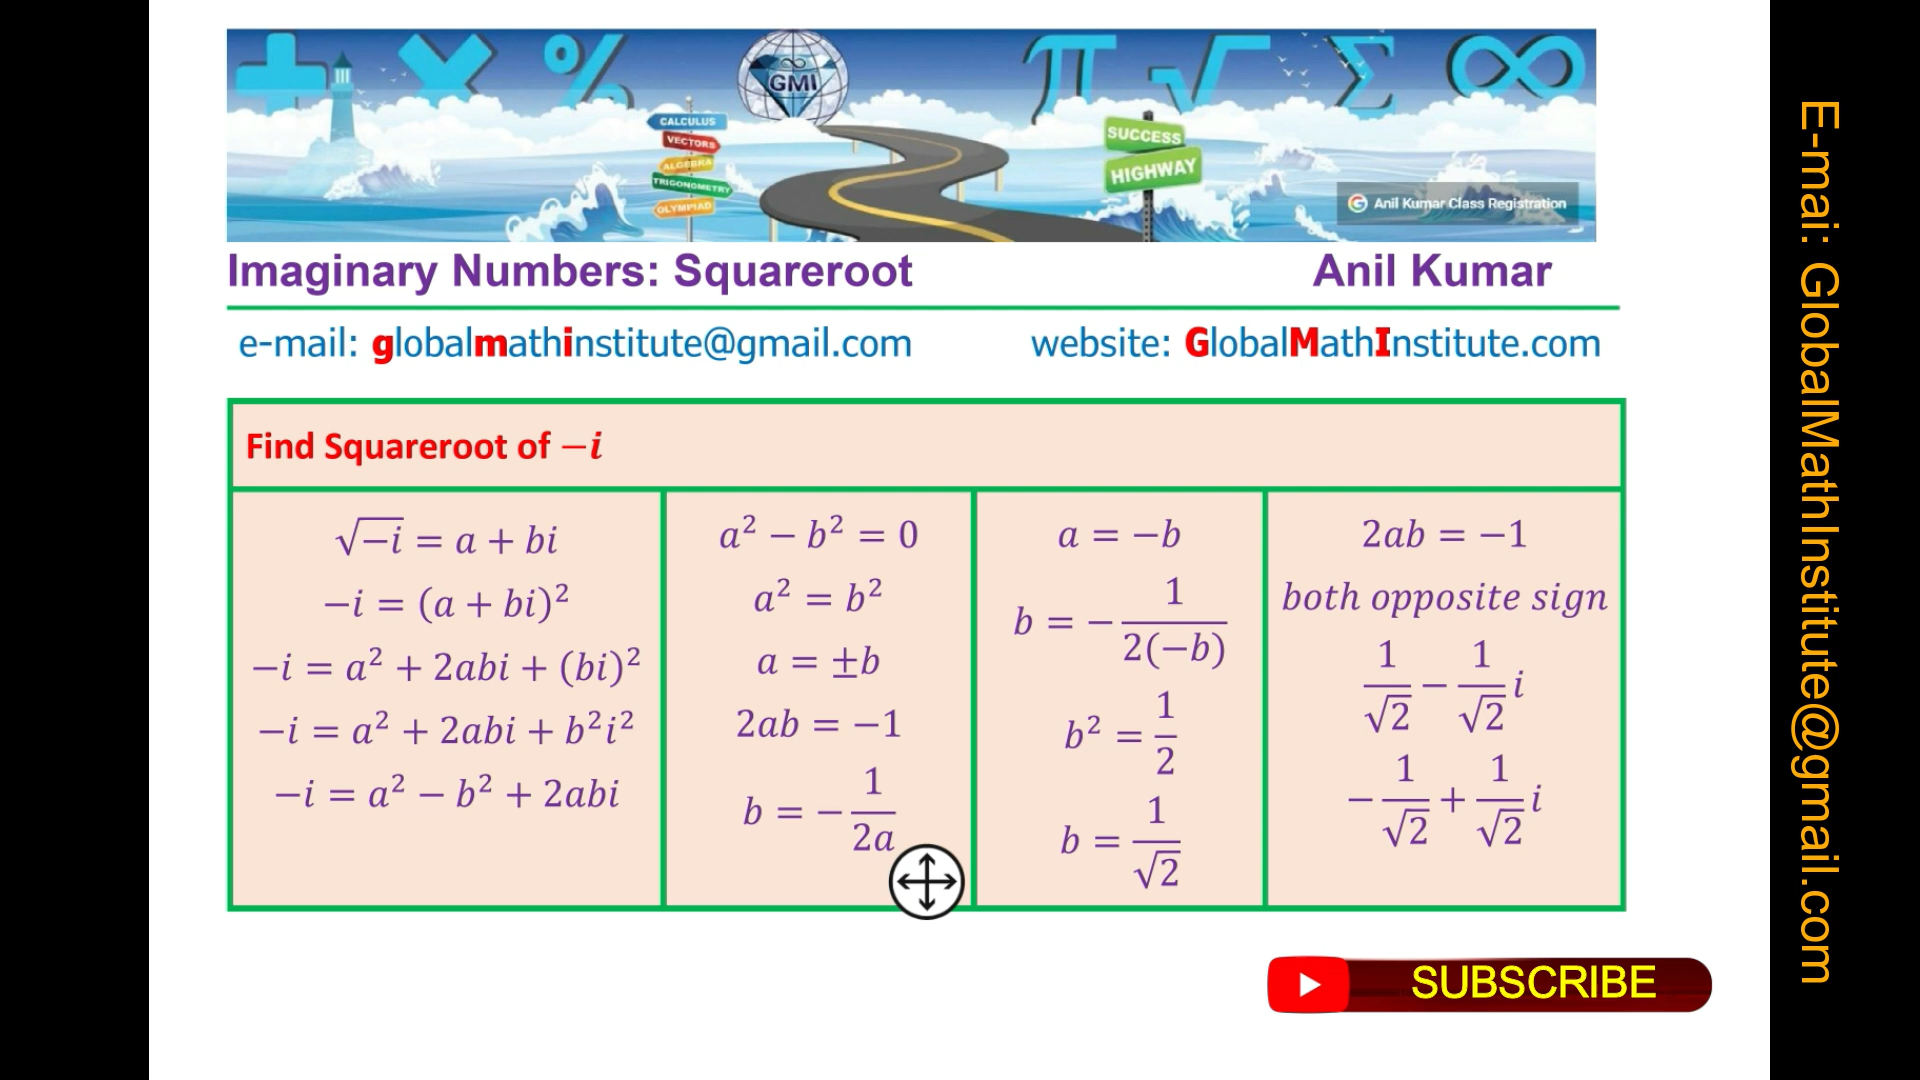 + × % π √ Σ ∞
GMI
CALCULUS
VECTORS
ALGEBRA
TRIGONOMETRY
OLYMPIAD
SUCCESS
HIGHWAY
Anil Kumar Class Registration
Imaginary Numbers: Squareroot
Anil Kumar
e-mail: globalmathinstitute@gmail.com
website: GlobalMathInstitute.com
Find Squareroot of −i
√−i = a + bi
−i = (a + bi)²
−i = a² + 2abi + (bi)²
−i = a² + 2abi + b²i²
−i = a² − b² + 2abi
a² − b² = 0
a² = b²
a = ±b
2ab = −1
b = −1/2a
a = −b
b = −1/2(−b)
b² = 1/2
b = 1/√2
2ab = −1
both opposite sign
1/√2 − 1/√2 i
−1/√2 + 1/√2 i
SUBSCRIBE
E-mai: GlobalMathInstitute@gmail.com